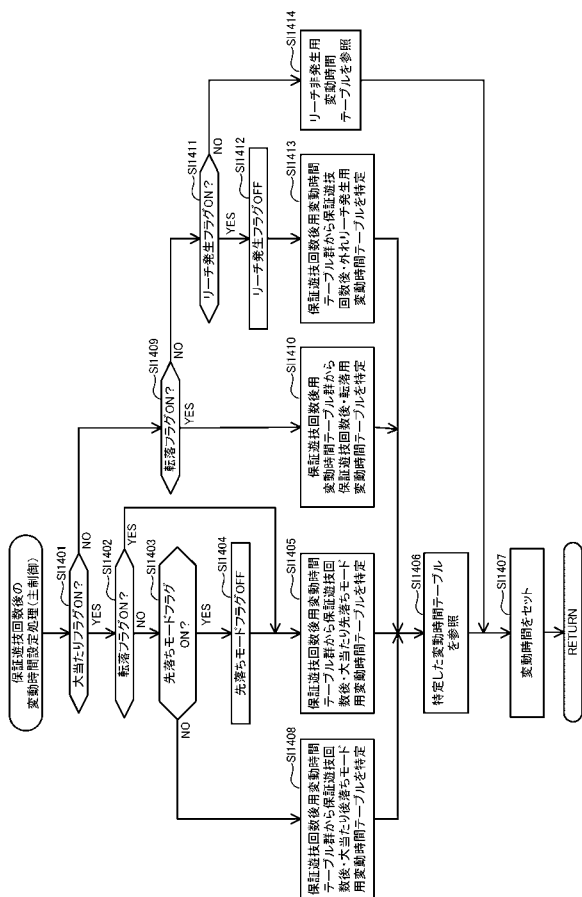 保証遊技回数後の
変動時間設定処理(主制御)
SI1401
大当たりフラグON?
NO
YES
SI1402
転落フラグON?
YES
NO
SI1403
先落ちモードフラグ
ON?
NO
YES
SI1404
先落ちモードフラグOFF
SI1405
保証遊技回数後用変動時間
テーブル群から保証遊技回
数後・大当たり先落ちモード
用変動時間テーブルを特定
SI1408
保証遊技回数後用変動時間
テーブル群から保証遊技回
数後・大当たり後落ちモード
用変動時間テーブルを特定
SI1409
転落フラグON?
NO
YES
SI1410
保証遊技回数後用
変動時間テーブル群から
保証遊技回数後・転落用
変動時間テーブルを特定
SI1411
リーチ発生フラグON?
NO
YES
SI1412
リーチ発生フラグOFF
SI1413
保証遊技回数後用変動時間
テーブル群から保証遊技
回数後・外れリーチ発生用
変動時間テーブルを特定
SI1414
リーチ非発生用
変動時間
テーブルを参照
SI1406
特定した変動時間テーブル
を参照
SI1407
変動時間をセット
RETURN